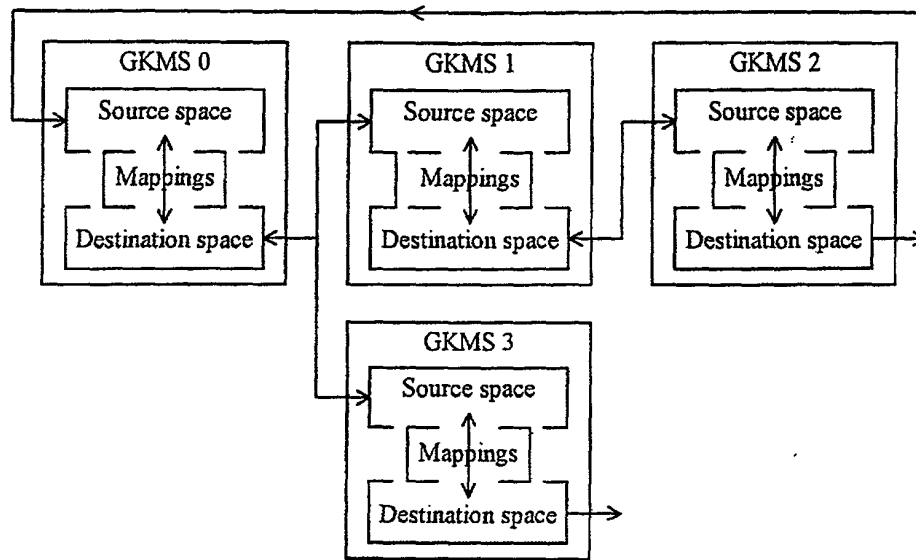 GKMS 0
Source space
Mappings
Destination space
GKMS 1
Source space
Mappings
Destination space
GKMS 2
Source space
Mappings
Destination space
GKMS 3
Source space
Mappings
Destination space